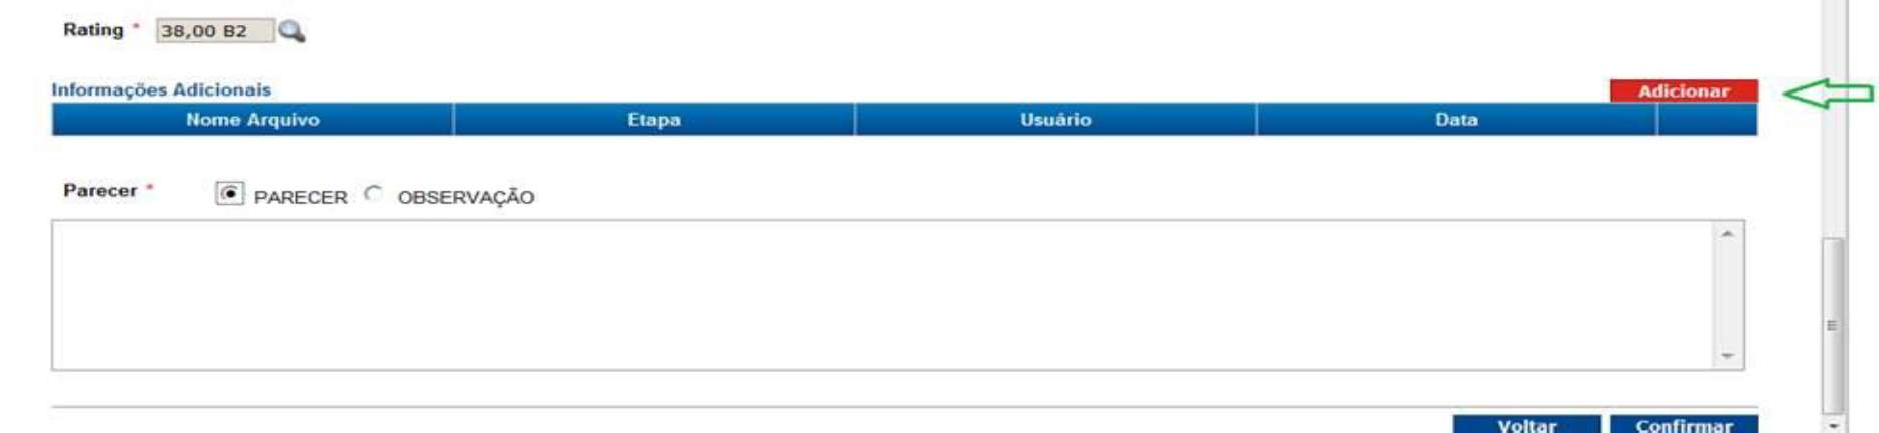 Rating * 38,00 B2
Informações Adicionais Adicionar
Nome Arquivo Etapa Usuário Data
Parecer * PARECER OBSERVAÇÃO
Voltar Confirmar